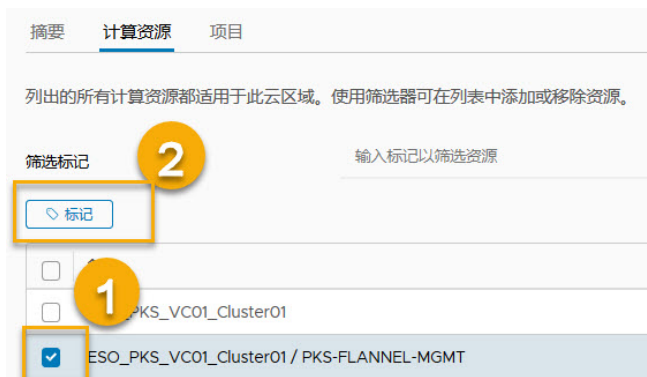 摘要 计算资源 项目
列出的所有计算资源都适用于此云区域。使用筛选器可在列表中添加或移除资源。
筛选标记 2 输入标记以筛选资源
标记
1
PKS_VC01_Cluster01
ESO_PKS_VC01_Cluster01 / PKS-FLANNEL-MGMT